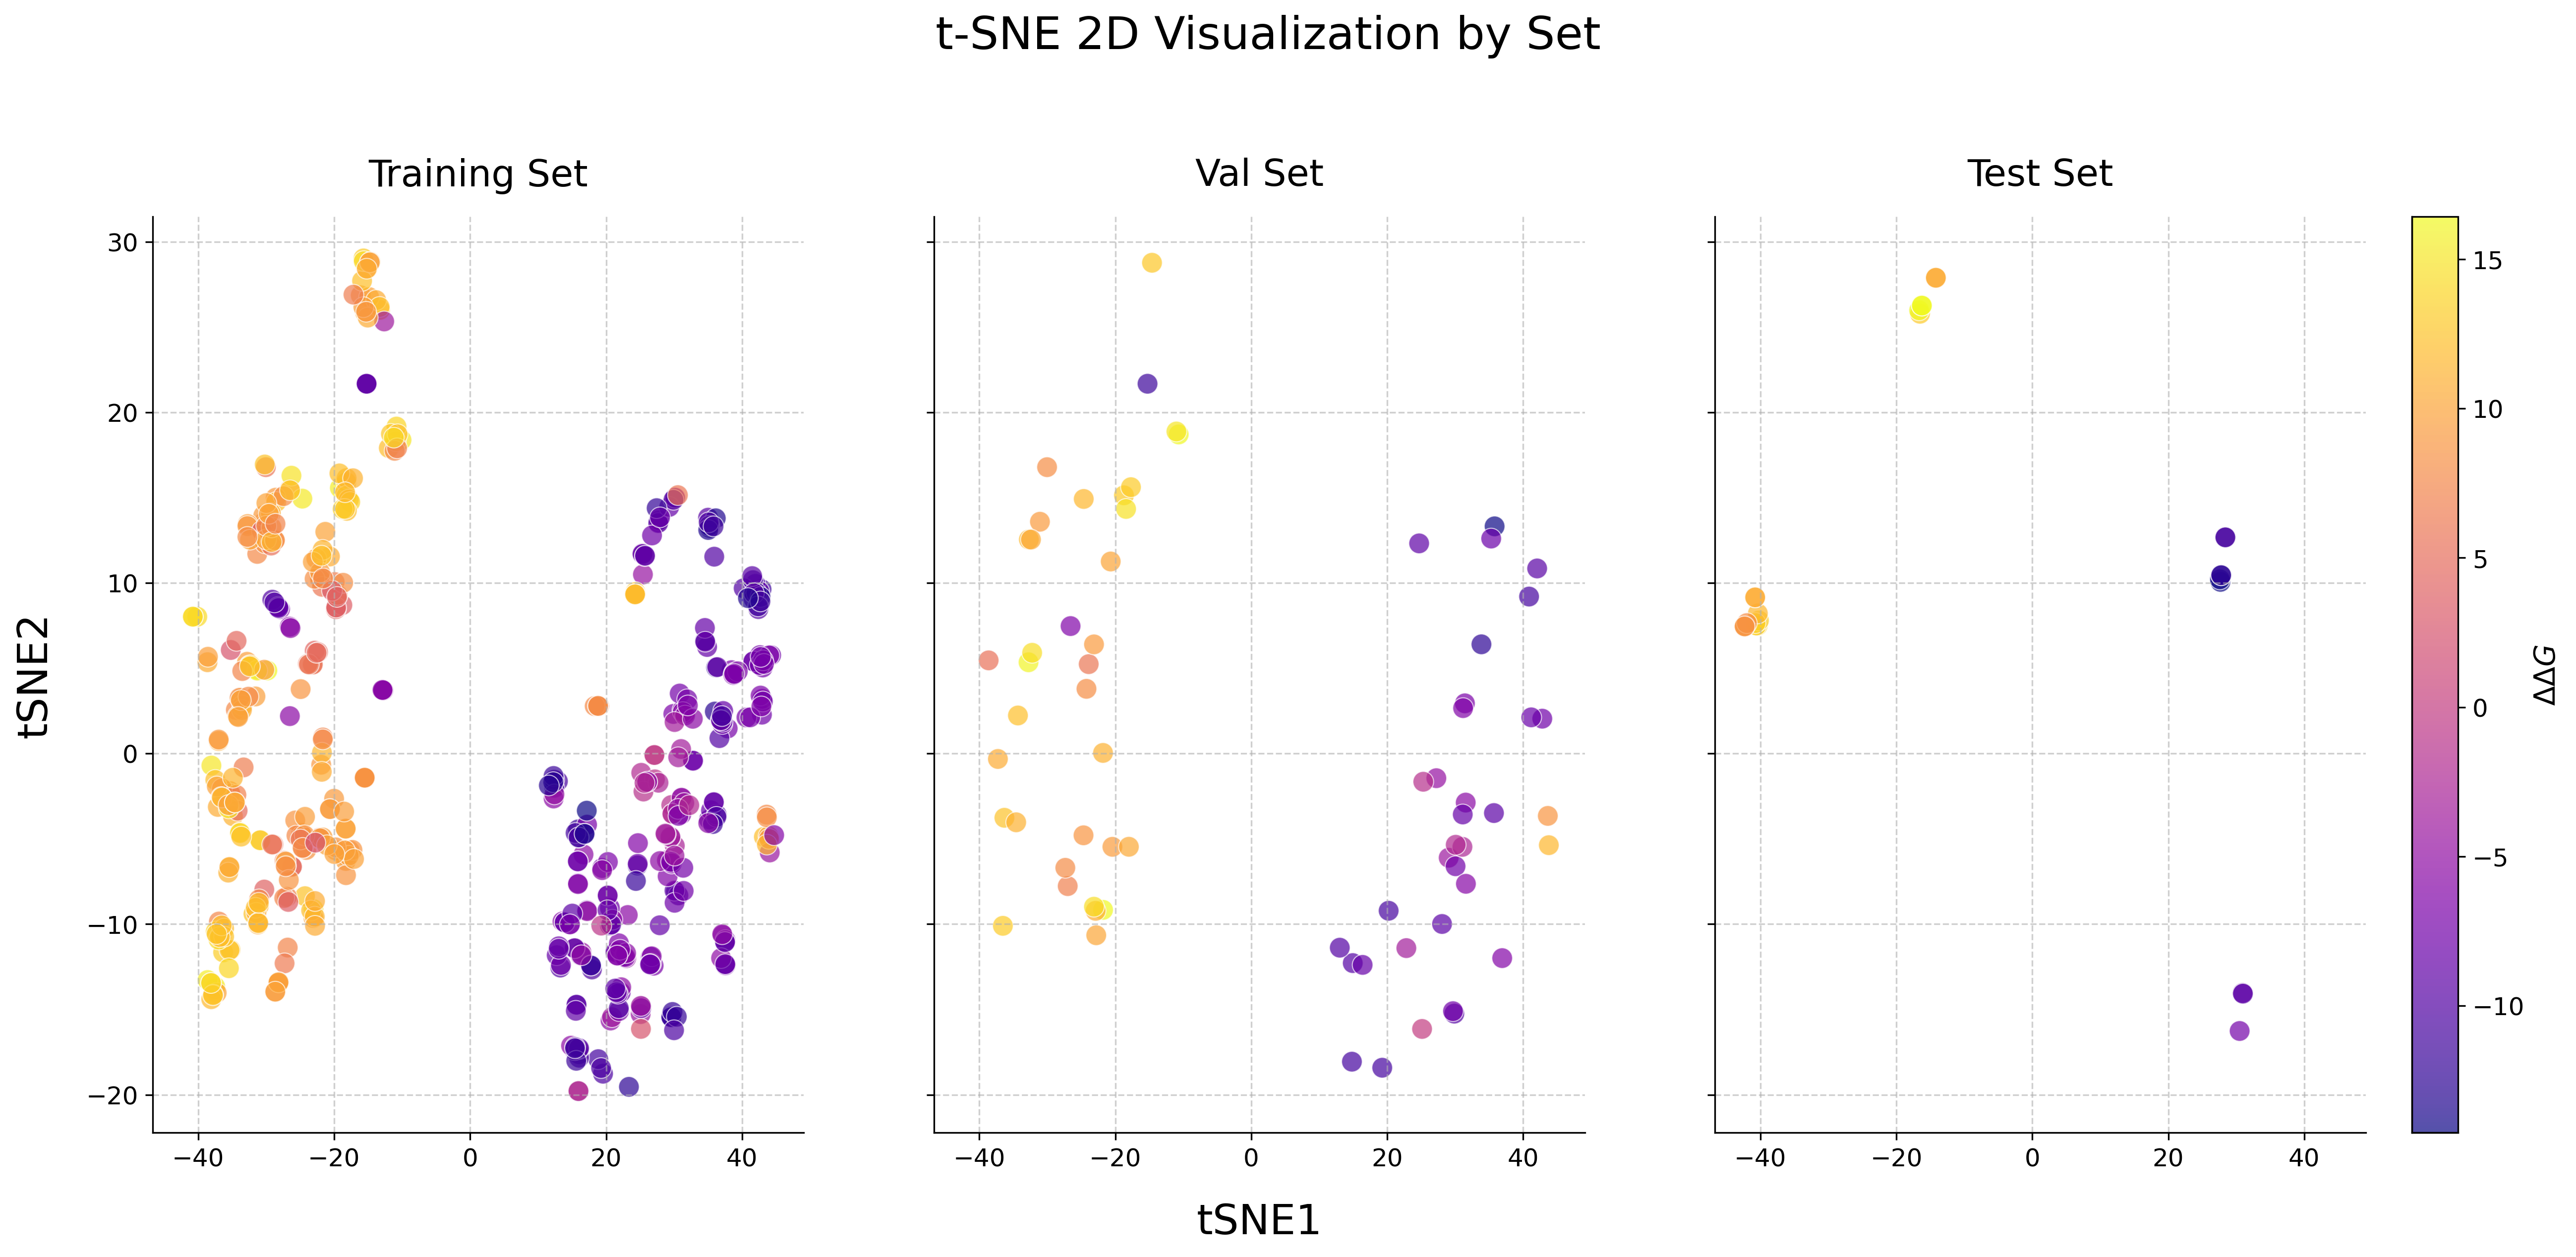 t-SNE 2D Visualization by Set
Training Set
Val Set
Test Set
30
20
10
0
−10
−20
tSNE2
−40 −20 0 20 40
−40 −20 0 20 40
−40 −20 0 20 40
tSNE1
15
10
5
0
−5
−10
ΔΔG